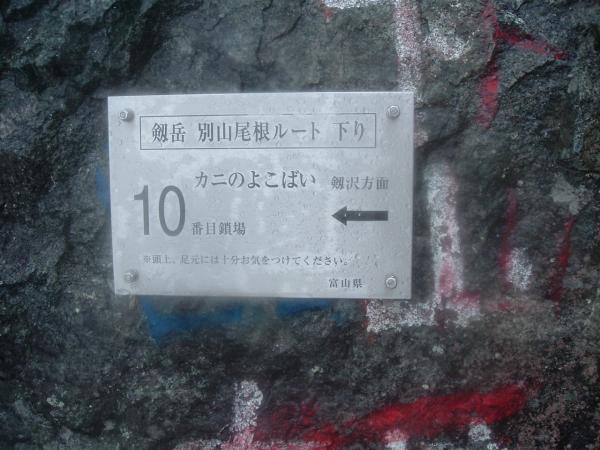 剱岳 別山尾根ルート 下り
カニのよこばい 剱沢方面
10番目鎖場
※頭上、足元には十分お気をつけてください。
富山県